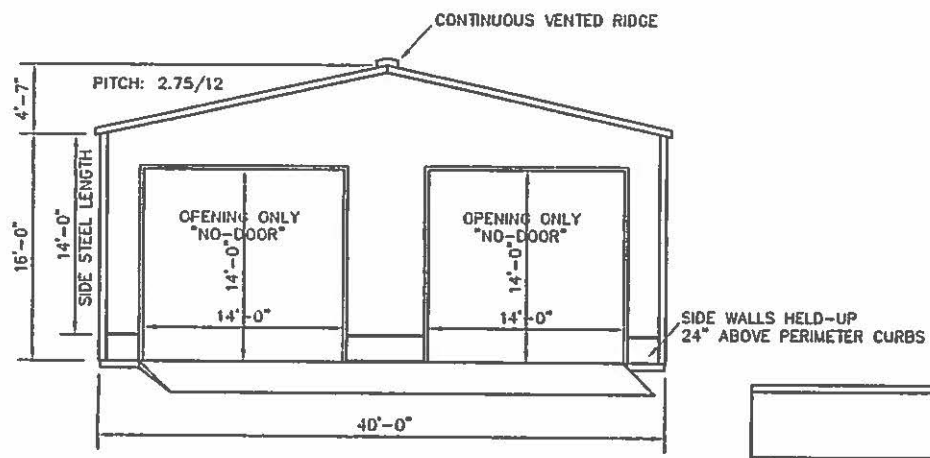 CONTINUOUS VENTED RIDGE
PITCH: 2.75/12
4'-7"
16'-0"
14'-0"
SIDE STEEL LENGTH
OPENING ONLY
"NO-DOOR"
14'-0"
14'-0"
OPENING ONLY
"NO-DOOR"
14'-0"
14'-0"
SIDE WALLS HELD-UP
24" ABOVE PERIMETER CURBS
40'-0"